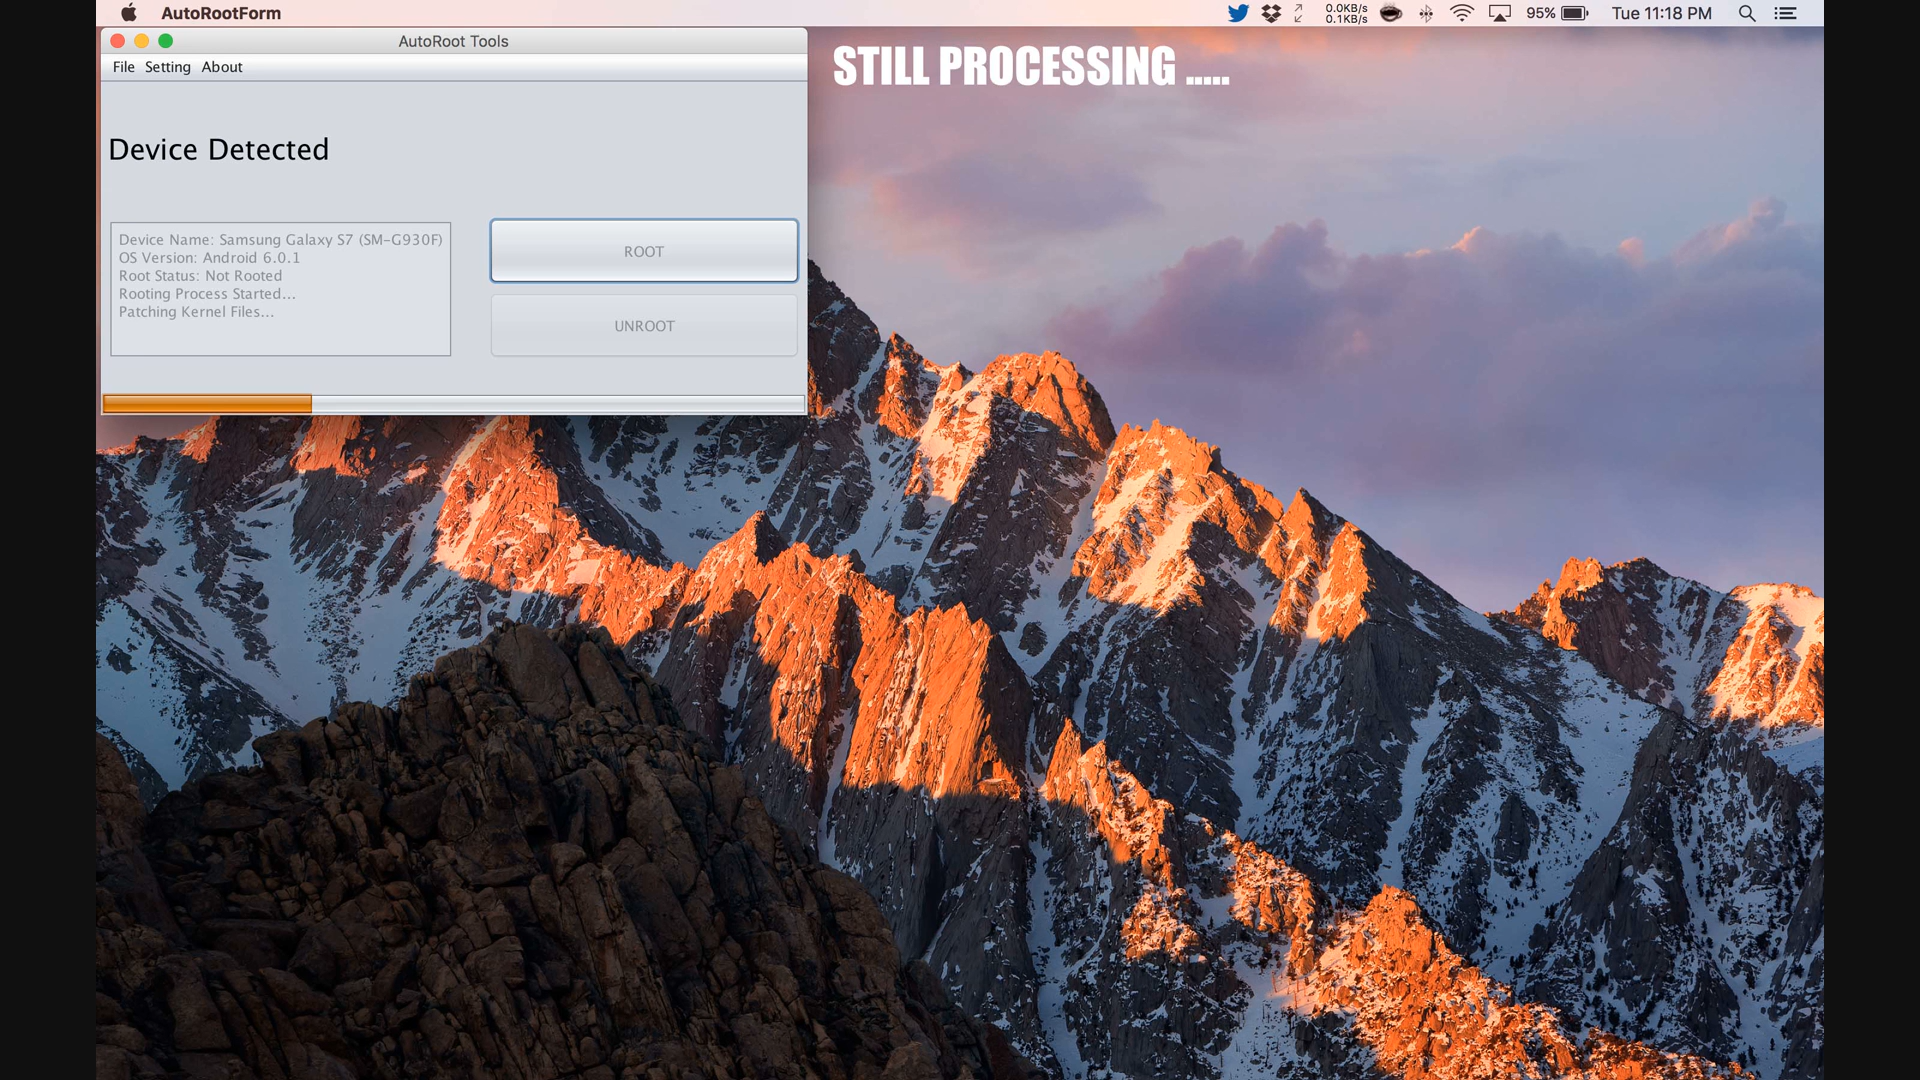 AutoRootForm
0.0KB/s
0.1KB/s
95%
Tue 11:18 PM
AutoRoot Tools
File Setting About
STILL PROCESSING .....
Device Detected
Device Name: Samsung Galaxy S7 (SM-G930F)
OS Version: Android 6.0.1
Root Status: Not Rooted
Rooting Process Started...
Patching Kernel Files...
ROOT
UNROOT